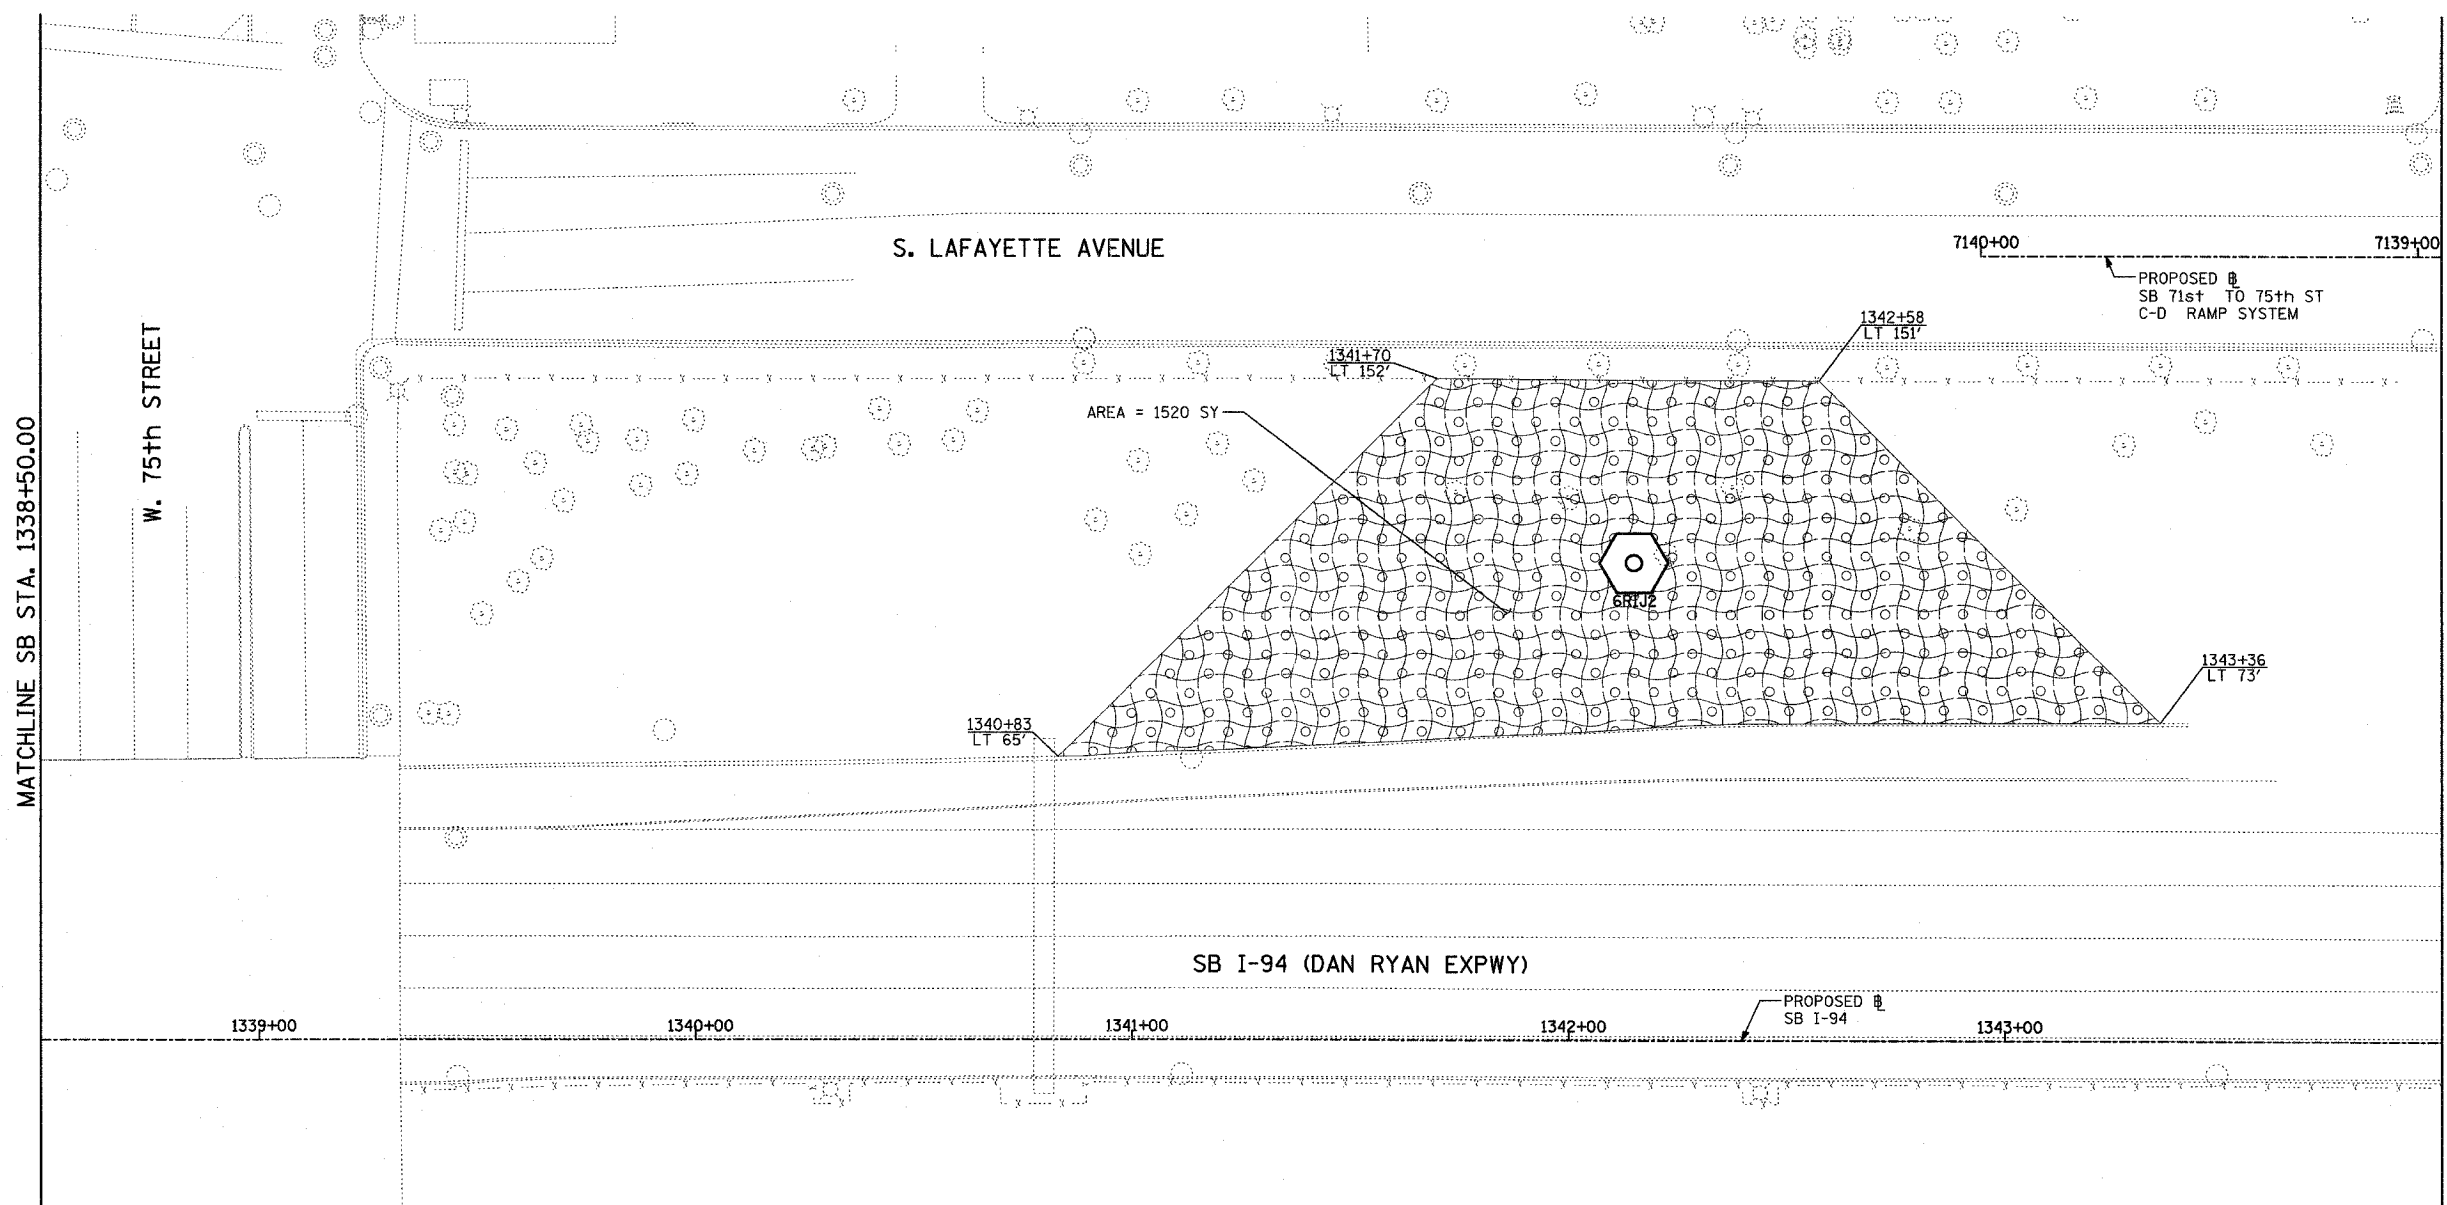 S. LAFAYETTE AVENUE
7140+00
7139+00
PROPOSED BL
SB 71st TO 75th ST
C-D RAMP SYSTEM
1342+58
LT 151'
1341+70
LT 152'
W. 75th STREET
AREA = 1520 SY
MATCHLINE SB STA. 1338+50.00
1343+36
LT 73'
1340+83
LT 65'
SB I-94 (DAN RYAN EXPWY)
PROPOSED BL
SB I-94
1339+00
1340+00
1341+00
1342+00
1343+00